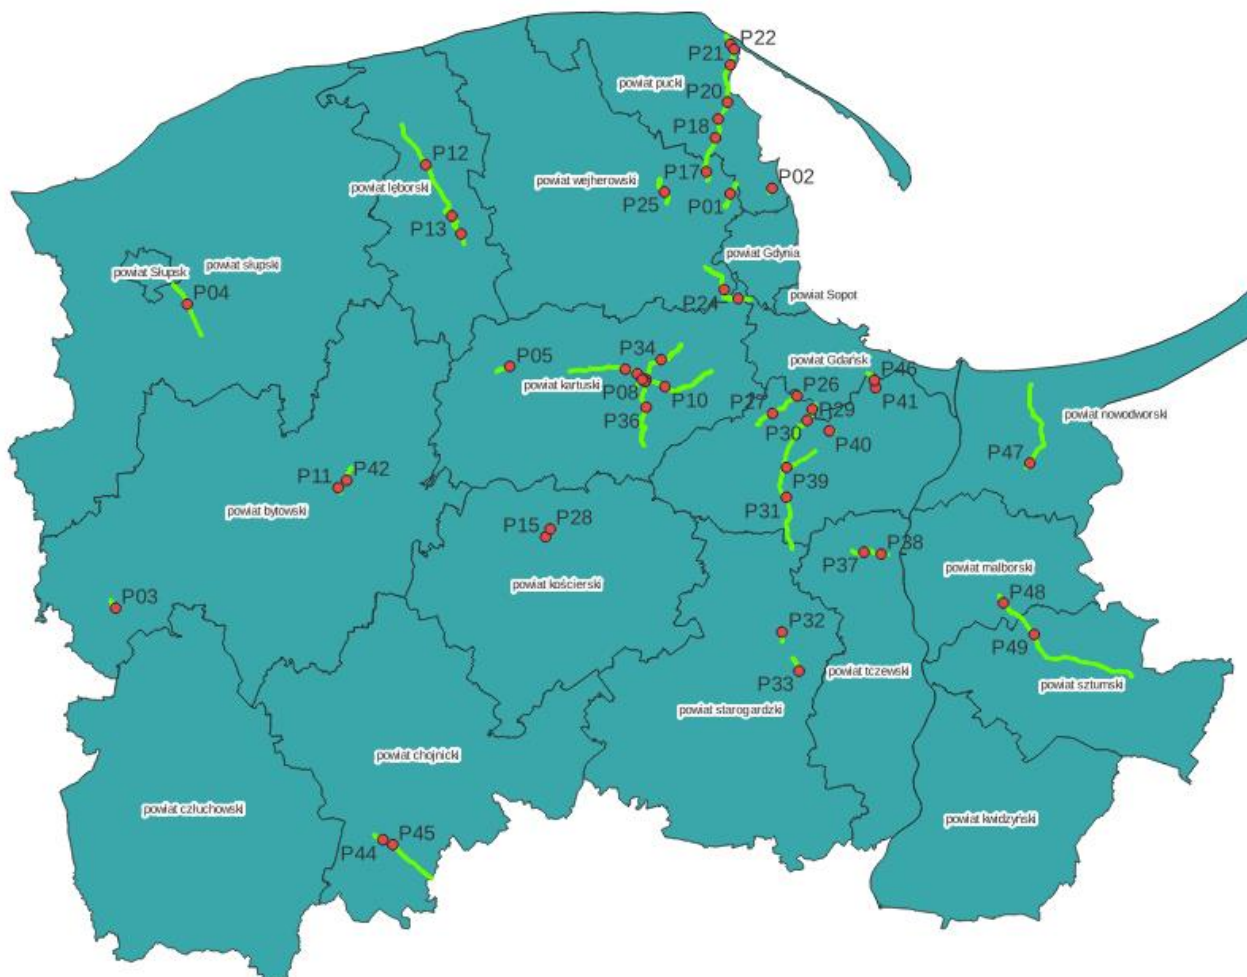 P22
P21
powiat pucki
P20
P18
P12
P17
P02
powiat wejherowski
powiat lęborski
P25
P01
P13
powiat Gdynia
powiat Słupsk
powiat słupski
P24
powiat Sopot
P04
P34
P05
powiat Gdańsk
P46
powiat kartuski
P08
P10
P26
P41
P27
P29
powiat nowodworski
P36
P30
P40
P47
P11
P42
P39
powiat bytowski
P31
P15
P28
P37
P38
powiat malborski
powiat kościerski
P03
P48
P32
P49
powiat tczewski
P33
powiat sztumski
powiat starogardzki
powiat chojnicki
powiat człuchowski
powiat kwidzyński
P44
P45